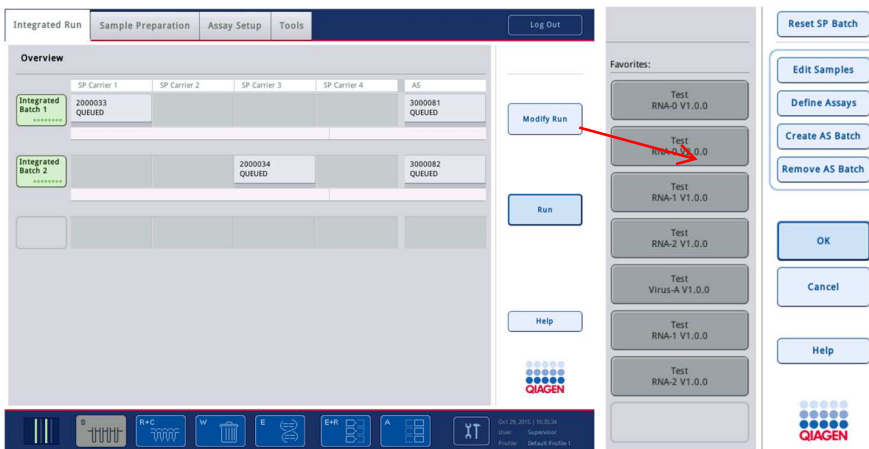 Integrated Run
Sample Preparation
Assay Setup
Tools
Log Out
Overview
SP Carrier 1
SP Carrier 2
SP Carrier 3
SP Carrier 4
AS
Integrated
Batch 1
2000033
QUEUED
3000081
QUEUED
Integrated
Batch 2
2000034
QUEUED
3000082
QUEUED
Modify Run
Run
Help
QIAGEN
S
R+C
W
E
E+R
A
Oct 29, 2015 | 16:35:34
User: Supervisor
Profile: Default Profile 1
Favorites:
Test
RNA-0 V1.0.0
Test
RNA-0 V2.0.0
Test
RNA-1 V1.0.0
Test
RNA-2 V1.0.0
Test
Virus-A V1.0.0
Test
RNA-1 V1.0.0
Test
RNA-2 V1.0.0
Reset SP Batch
Edit Samples
Define Assays
Create AS Batch
Remove AS Batch
OK
Cancel
Help
QIAGEN